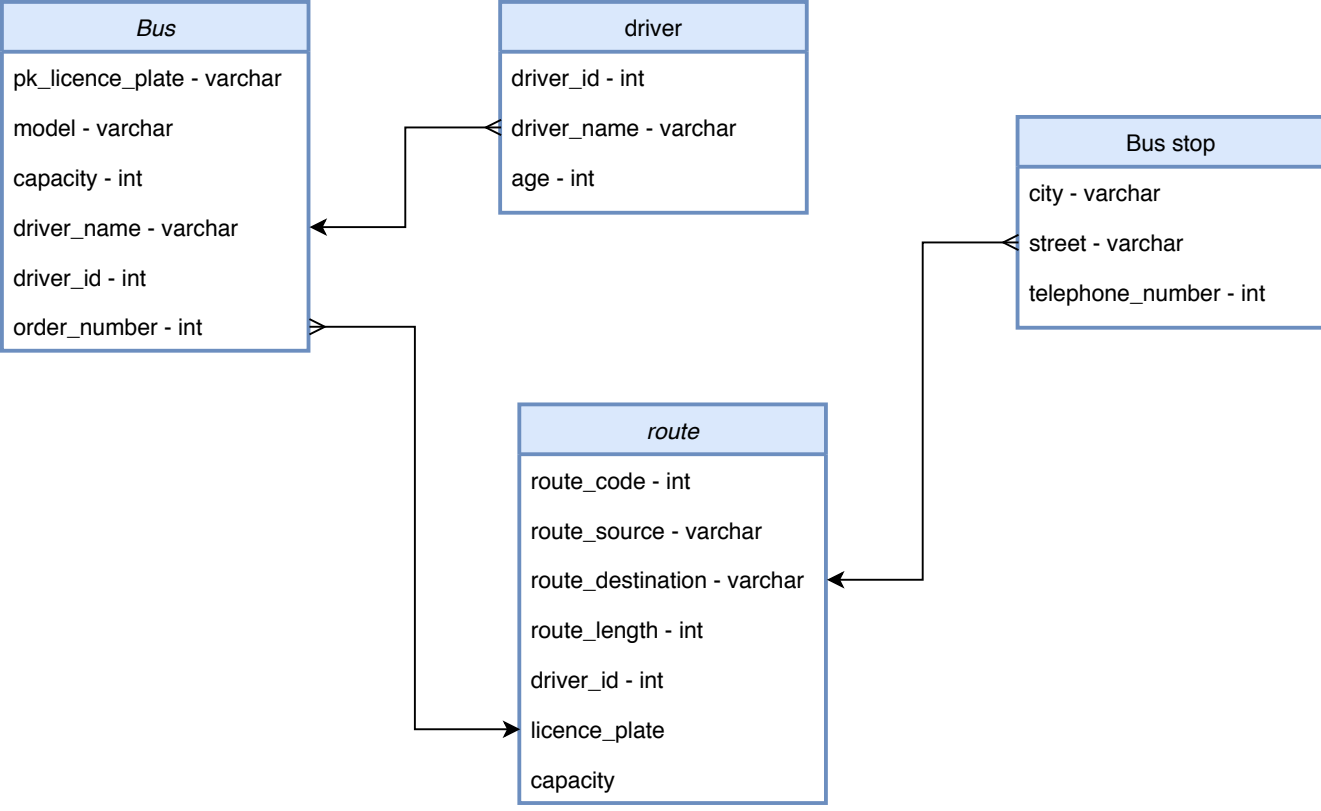 Bus
pk_licence_plate - varchar
model - varchar
capacity - int
driver_name - varchar
driver_id - int
order_number - int
driver
driver_id - int
driver_name - varchar
age - int
Bus stop
city - varchar
street - varchar
telephone_number - int
route
route_code - int
route_source - varchar
route_destination - varchar
route_length - int
driver_id - int
licence_plate
capacity